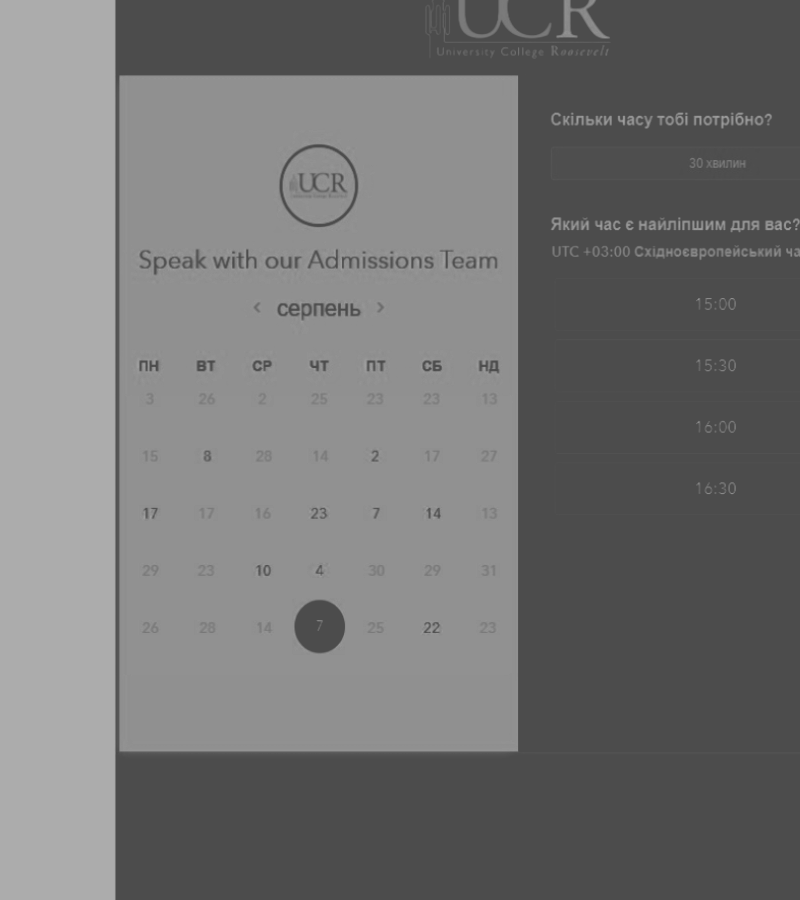 UCR
University College Roosevelt
UCR
Speak with our Admissions Team
‹ серпень ›
ПН ВТ СР ЧТ ПТ СБ НД
3 26 2 25 23 23 13
15 8 28 14 2 17 27
17 17 16 23 7 14 13
29 23 10 4 30 29 31
26 28 14 7 25 22 23
Скільки часу тобі потрібно?
30 хвилин
Який час є найліпшим для вас?
UTC +03:00 Східноєвропейський ча
15:00
15:30
16:00
16:30